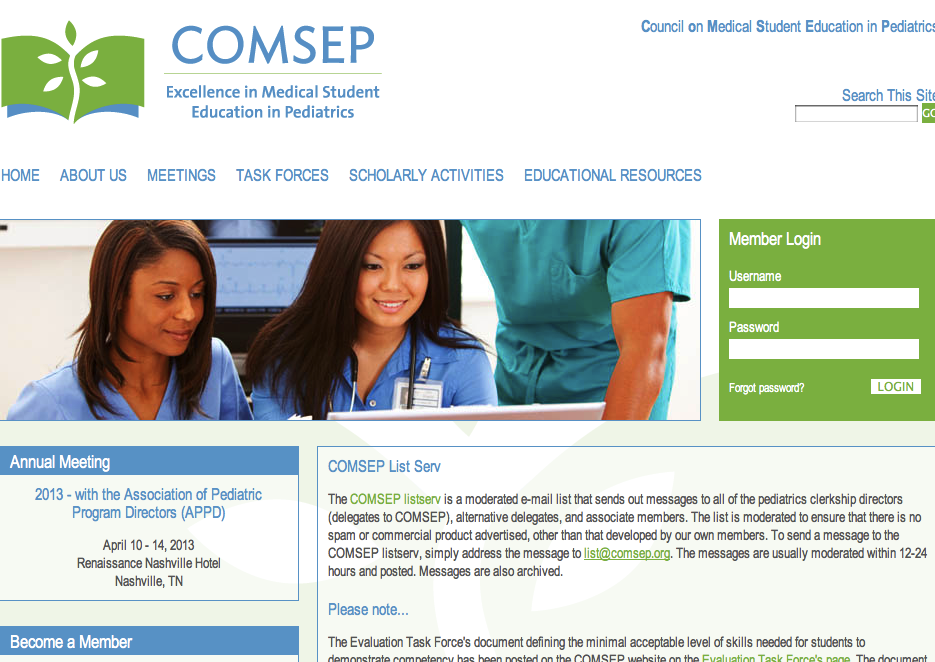 COMSEP
Excellence in Medical Student
Education in Pediatrics
Council on Medical Student Education in Pediatrics
Search This Site
GO
HOME ABOUT US MEETINGS TASK FORCES SCHOLARLY ACTIVITIES EDUCATIONAL RESOURCES
Member Login
Username
Password
Forgot password? LOGIN
Annual Meeting
2013 - with the Association of Pediatric
Program Directors (APPD)
April 10 - 14, 2013
Renaissance Nashville Hotel
Nashville, TN
Become a Member
COMSEP List Serv
The COMSEP listserv is a moderated e-mail list that sends out messages to all of the pediatrics clerkship directors
(delegates to COMSEP), alternative delegates, and associate members. The list is moderated to ensure that there is no
spam or commercial product advertised, other than that developed by our own members. To send a message to the
COMSEP listserv, simply address the message to list@comsep.org. The messages are usually moderated within 12-24
hours and posted. Messages are also archived.
Please note...
The Evaluation Task Force's document defining the minimal acceptable level of skills needed for students to
demonstrate competency has been posted on the COMSEP website on the Evaluation Task Force's page. The document